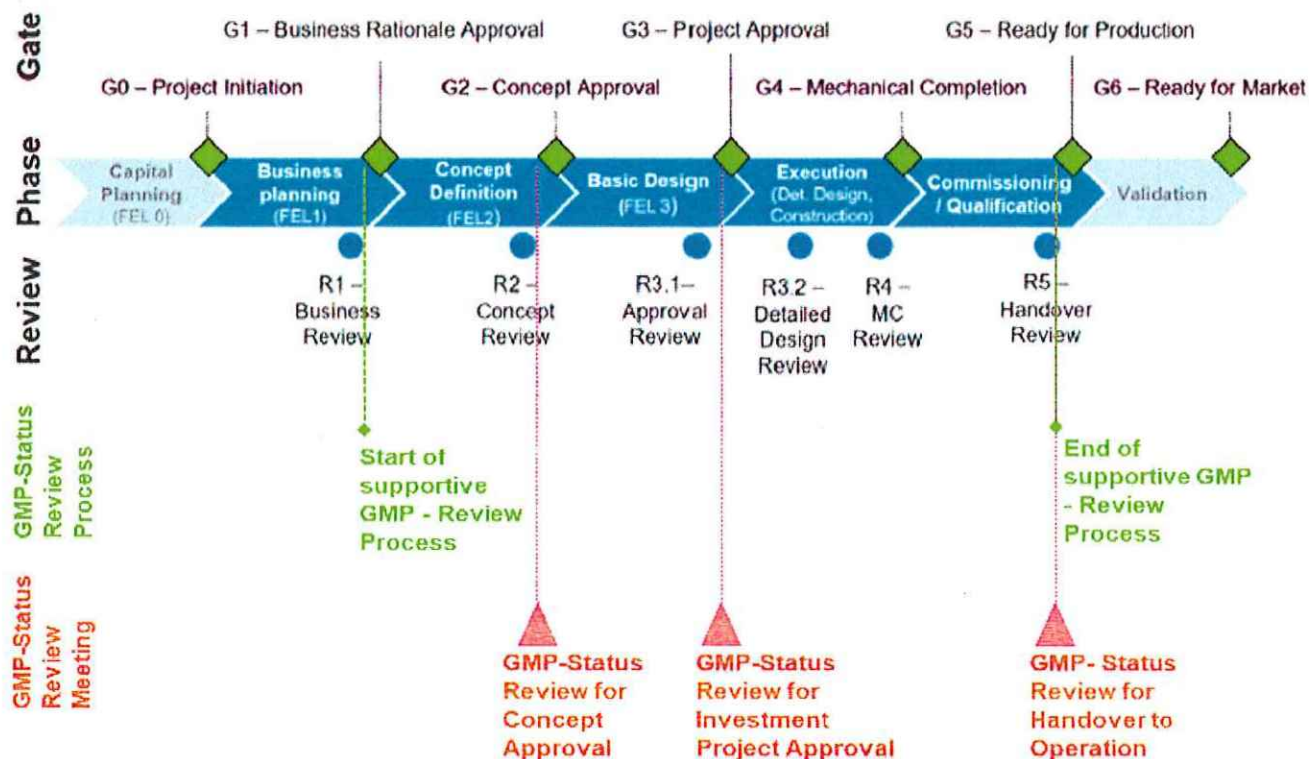 Gate
G1 – Business Rationale Approval
G3 – Project Approval
G5 – Ready for Production
G0 – Project Initiation
G2 – Concept Approval
G4 – Mechanical Completion
G6 – Ready for Market
Phase
Capital
Planning
(FEL 0)
Business
planning
(FEL1)
Concept
Definition
(FEL2)
Basic Design
(FEL 3)
Execution
(Det. Design,
Construction)
Commissioning
/ Qualification
Validation
Review
R1 –
Business
Review
R2 –
Concept
Review
R3.1–
Approval
Review
R3.2 –
Detailed
Design
Review
R4 –
MC
Review
R5 –
Handover
Review
GMP-Status
Review
Process
Start of
supportive
GMP - Review
Process
End of
supportive GMP
- Review
Process
GMP-Status
Review
Meeting
GMP-Status
Review for
Concept
Approval
GMP-Status
Review for
Investment
Project Approval
GMP- Status
Review for
Handover to
Operation